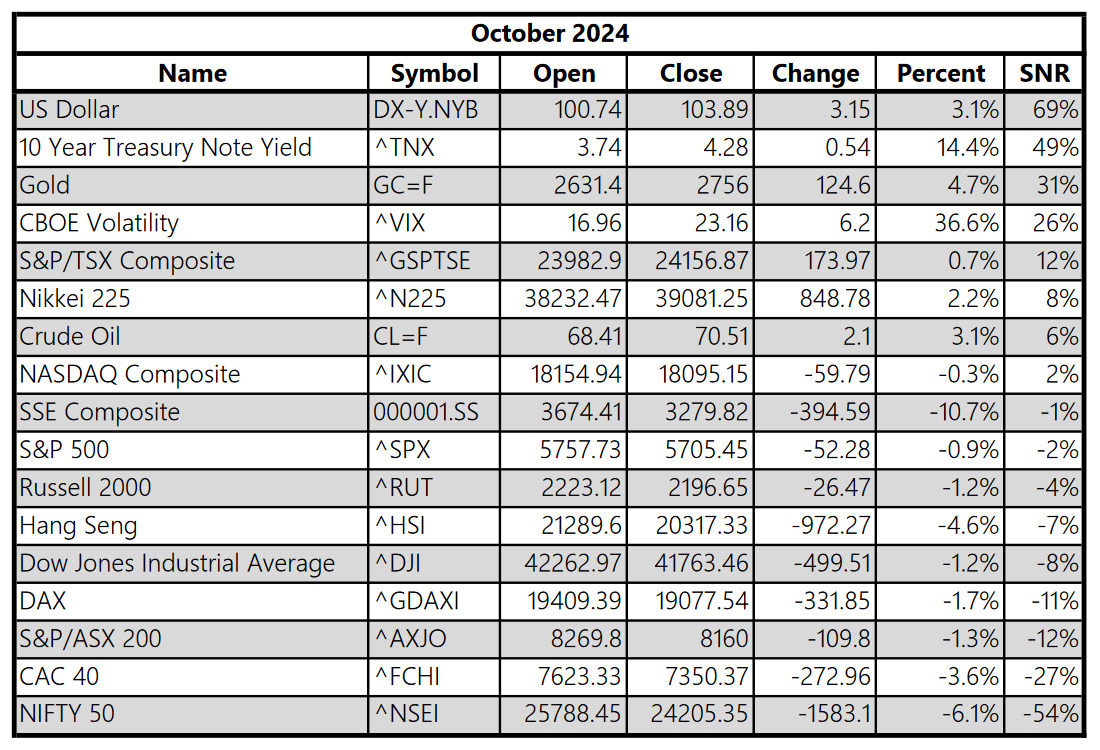 October 2024
Name Symbol Open Close Change Percent SNR
US Dollar DX-Y.NYB 100.74 103.89 3.15 3.1% 69%
10 Year Treasury Note Yield ^TNX 3.74 4.28 0.54 14.4% 49%
Gold GC=F 2631.4 2756 124.6 4.7% 31%
CBOE Volatility ^VIX 16.96 23.16 6.2 36.6% 26%
S&P/TSX Composite ^GSPTSE 23982.9 24156.87 173.97 0.7% 12%
Nikkei 225 ^N225 38232.47 39081.25 848.78 2.2% 8%
Crude Oil CL=F 68.41 70.51 2.1 3.1% 6%
NASDAQ Composite ^IXIC 18154.94 18095.15 -59.79 -0.3% 2%
SSE Composite 000001.SS 3674.41 3279.82 -394.59 -10.7% -1%
S&P 500 ^SPX 5757.73 5705.45 -52.28 -0.9% -2%
Russell 2000 ^RUT 2223.12 2196.65 -26.47 -1.2% -4%
Hang Seng ^HSI 21289.6 20317.33 -972.27 -4.6% -7%
Dow Jones Industrial Average ^DJI 42262.97 41763.46 -499.51 -1.2% -8%
DAX ^GDAXI 19409.39 19077.54 -331.85 -1.7% -11%
S&P/ASX 200 ^AXJO 8269.8 8160 -109.8 -1.3% -12%
CAC 40 ^FCHI 7623.33 7350.37 -272.96 -3.6% -27%
NIFTY 50 ^NSEI 25788.45 24205.35 -1583.1 -6.1% -54%